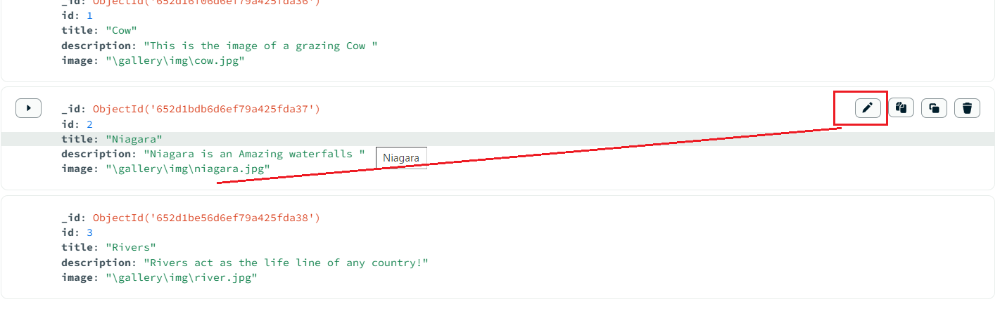 _id: ObjectId('652d16f06d6ef79a425fda36')
id: 1
title: "Cow"
description: "This is the image of a grazing Cow "
image: "\gallery\img\cow.jpg"
_id: ObjectId('652d1bdb6d6ef79a425fda37')
id: 2
title: "Niagara"
description: "Niagara is an Amazing waterfalls "
Niagara
image: "\gallery\img\niagara.jpg"
_id: ObjectId('652d1be56d6ef79a425fda38')
id: 3
title: "Rivers"
description: "Rivers act as the life line of any country!"
image: "\gallery\img\river.jpg"